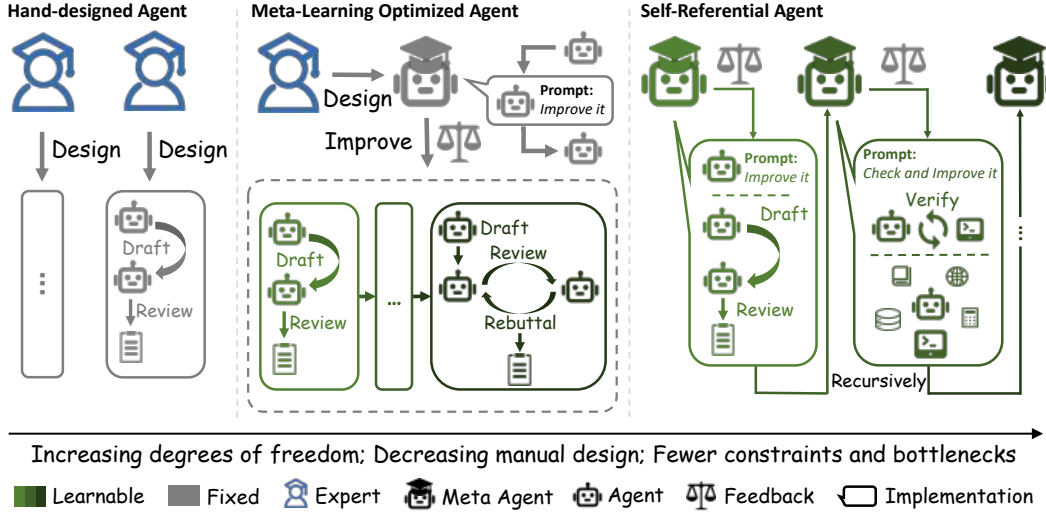 Hand-designed Agent
Design
Design
...
Draft
Review
Meta-Learning Optimized Agent
Design
Prompt:
Improve it
Improve
Draft
Review
...
Draft
Review
Rebuttal
Self-Referential Agent
Prompt:
Improve it
Draft
Review
Prompt:
Check and Improve it
Verify
...
Recursively
Increasing degrees of freedom; Decreasing manual design; Fewer constraints and bottlenecks
Learnable
Fixed
Expert
Meta Agent
Agent
Feedback
Implementation